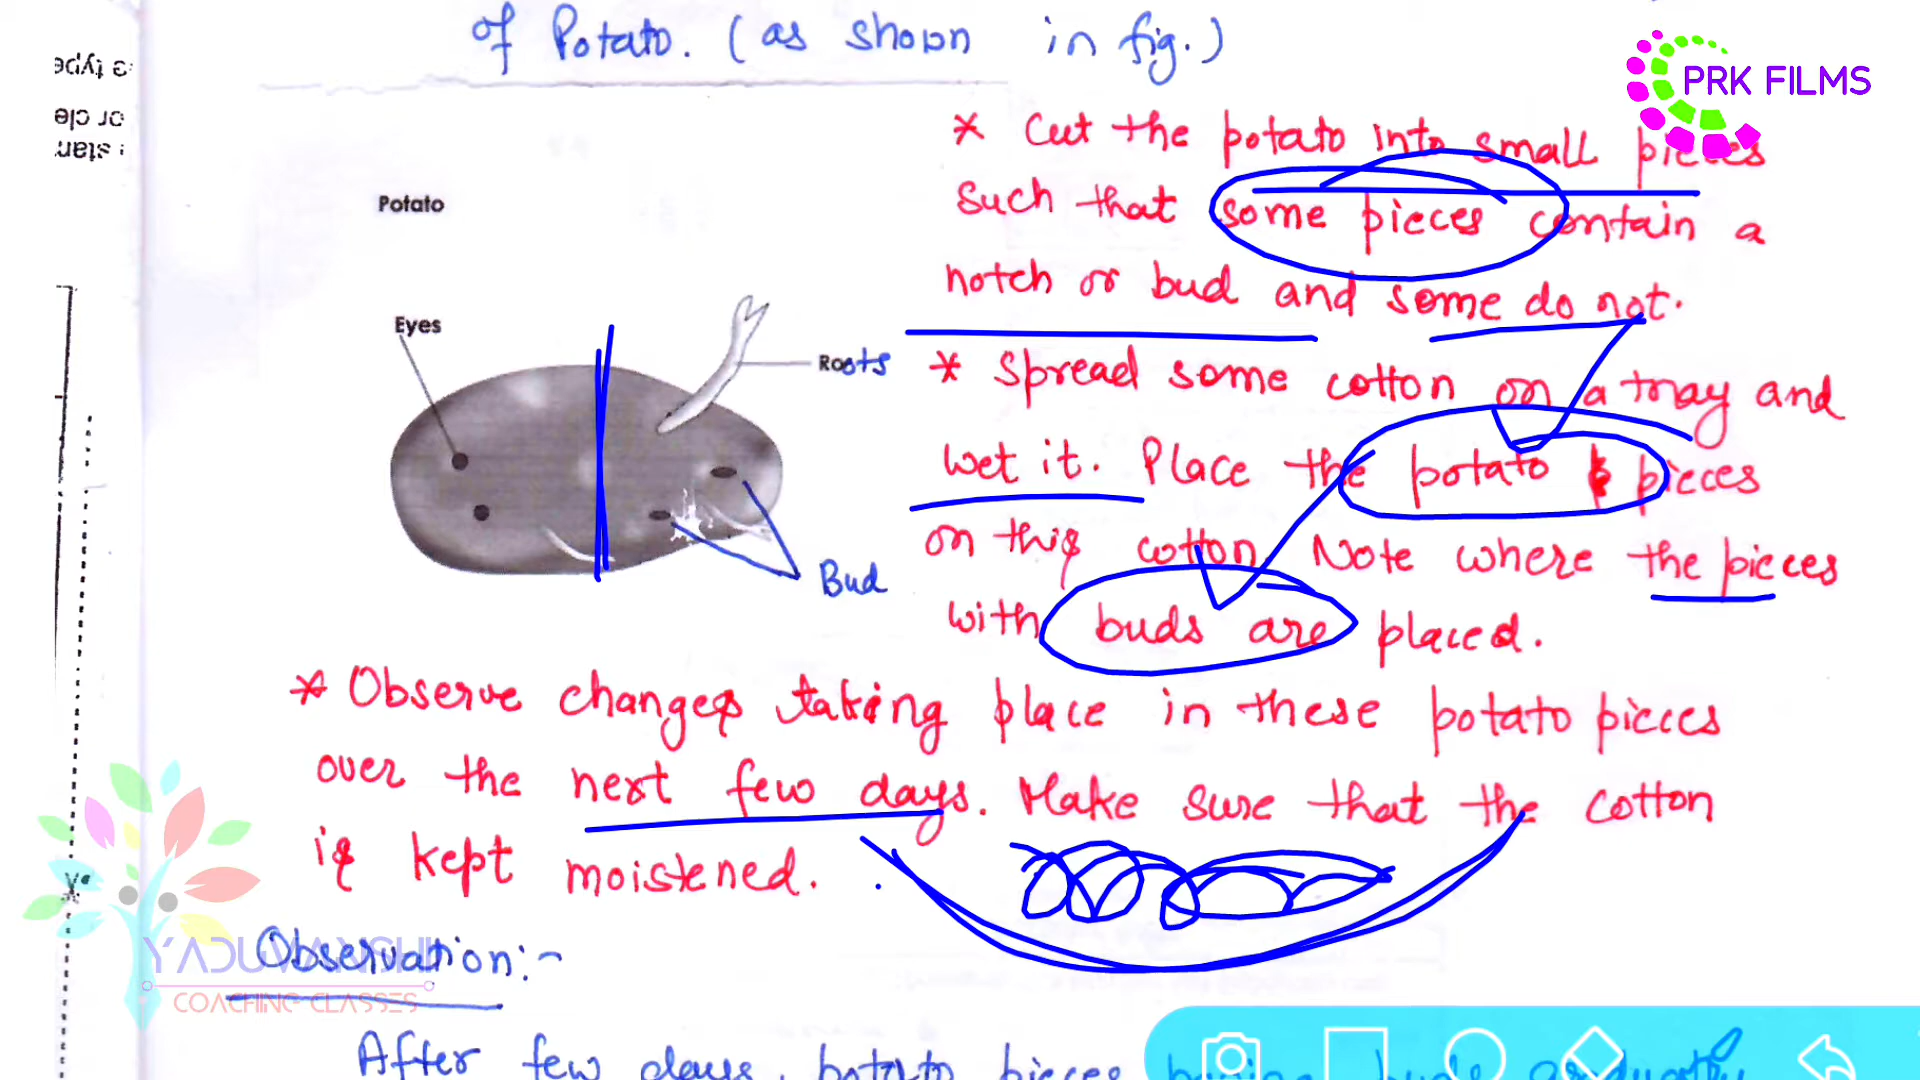 of Potato. (as shown in fig.)
PRK FILMS
* Cut the potato into small pieces
such that some pieces contain a
notch or bud and some do not.
Potato
Eyes
Roots
Bud
* Spread some cotton on a tray and
wet it. Place the potato pieces
on this cotton. Note where the pieces
with buds are placed.
* Observe changes taking place in these potato pieces
over the next few days. Make sure that the cotton
is kept moistened.
Observation:-
YADUVANSHI
COACHING CLASSES
After few days, potato pieces having buds gradually